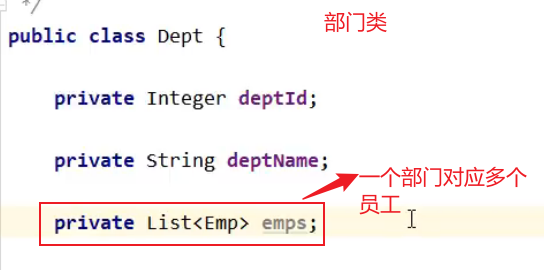 */
public class Dept {
部门类
private Integer deptId;
private String deptName;
一个部门对应多个
员工
private List<Emp> emps;